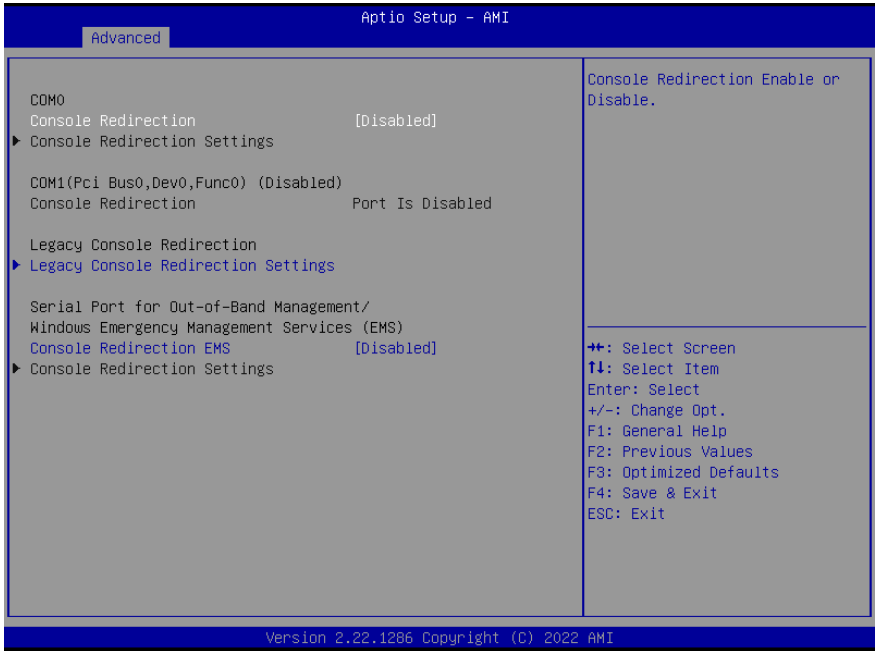 Aptio Setup – AMI
Advanced
COM0
Console Redirection [Disabled]
Console Redirection Settings
COM1(Pci Bus0,Dev0,Func0) (Disabled)
Console Redirection Port Is Disabled
Legacy Console Redirection
Legacy Console Redirection Settings
Serial Port for Out-of-Band Management/
Windows Emergency Management Services (EMS)
Console Redirection EMS [Disabled]
Console Redirection Settings
Console Redirection Enable or
Disable.
→←: Select Screen
↑↓: Select Item
Enter: Select
+/-: Change Opt.
F1: General Help
F2: Previous Values
F3: Optimized Defaults
F4: Save & Exit
ESC: Exit
Version 2.22.1286 Copyright (C) 2022 AMI